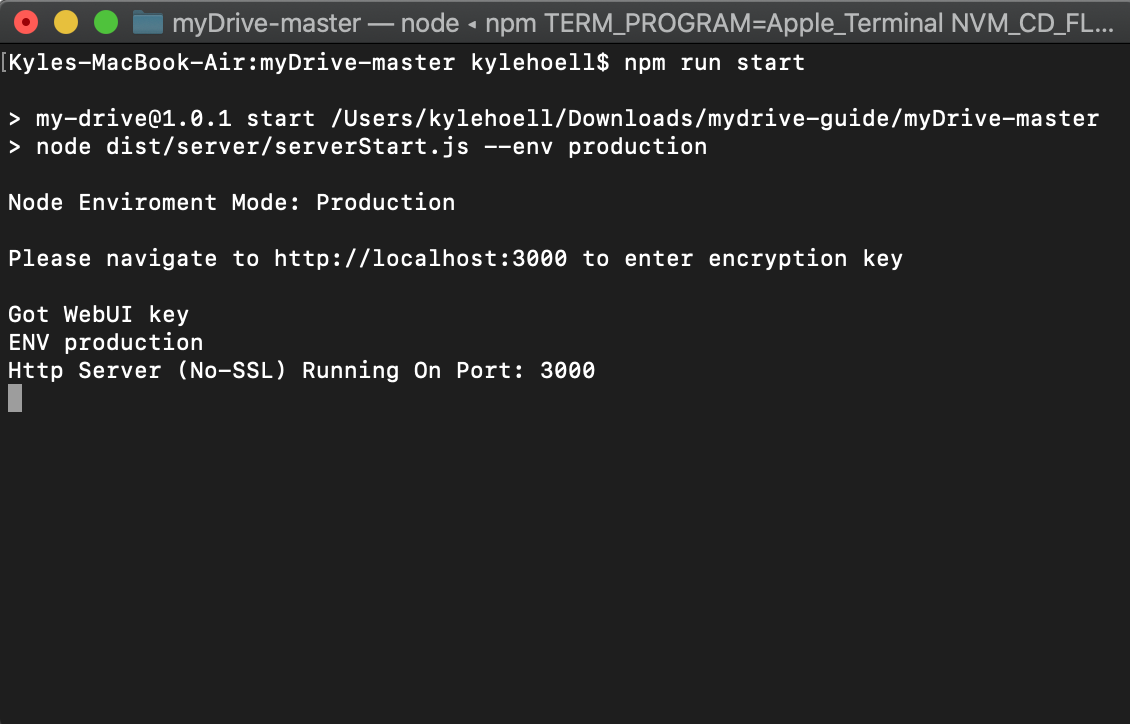 myDrive-master — node ◂ npm TERM_PROGRAM=Apple_Terminal NVM_CD_FL...
[Kyles-MacBook-Air:myDrive-master kylehoell$ npm run start
> my-drive@1.0.1 start /Users/kylehoell/Downloads/mydrive-guide/myDrive-master
> node dist/server/serverStart.js --env production
Node Enviroment Mode: Production
Please navigate to http://localhost:3000 to enter encryption key
Got WebUI key
ENV production
Http Server (No-SSL) Running On Port: 3000